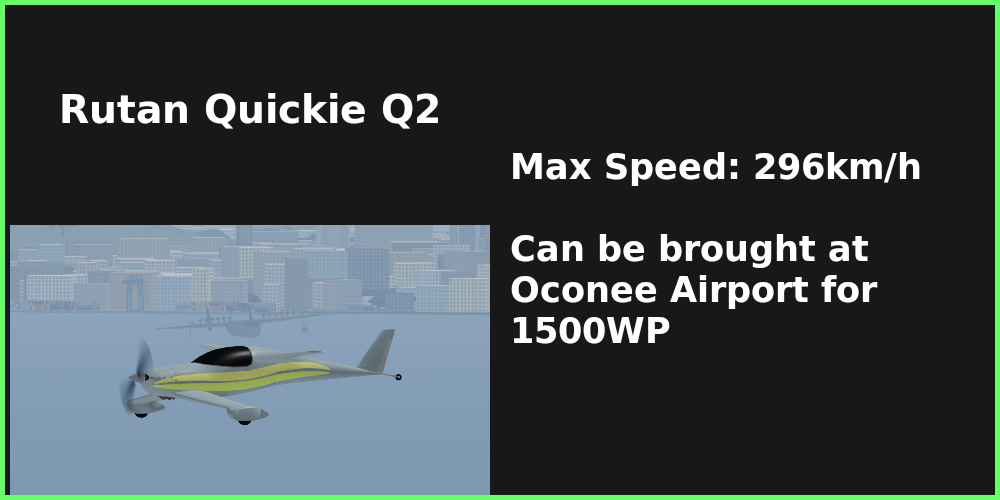 Rutan Quickie Q2
Max Speed: 296km/h
Can be brought at
Oconee Airport for
1500WP